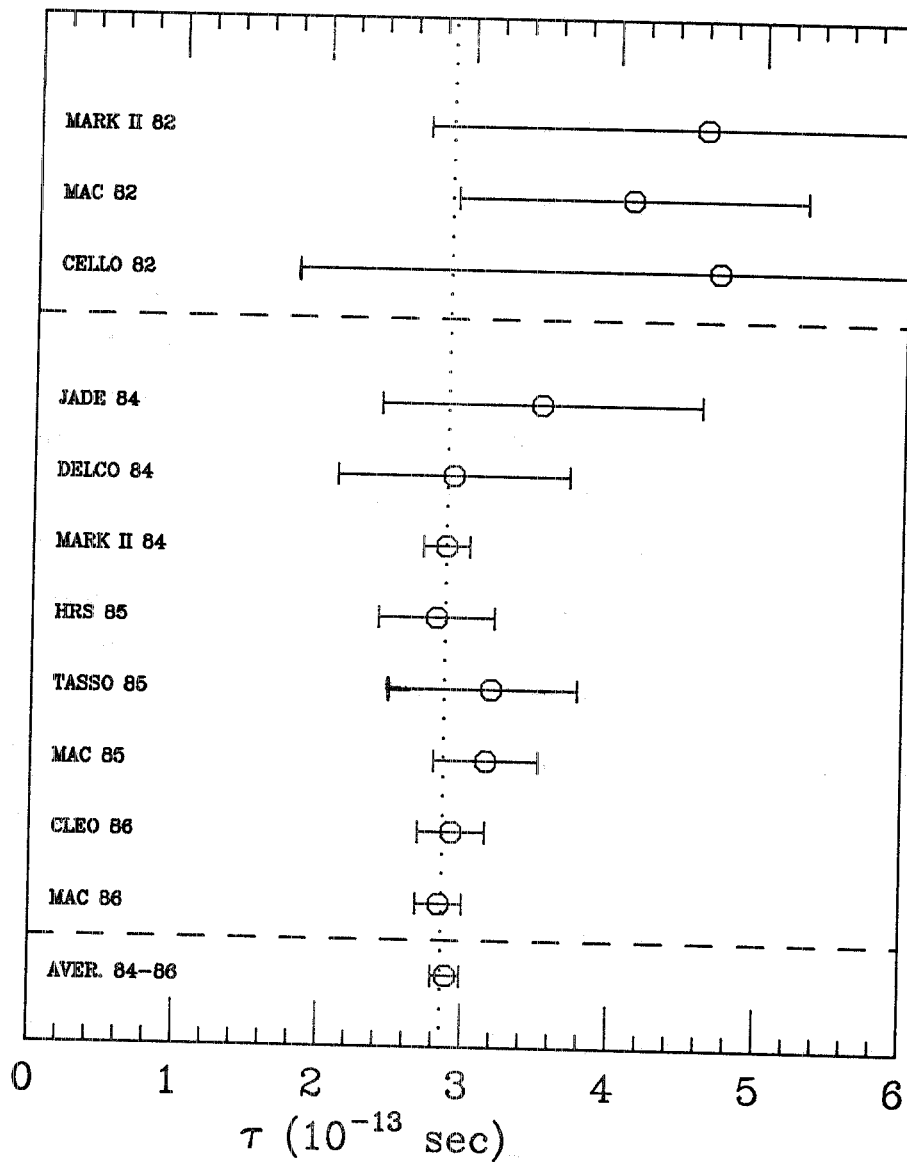 MARK II 82
MAC 82
CELLO 82
JADE 84
DELCO 84
MARK II 84
HRS 85
TASSO 85
MAC 85
CLEO 86
MAC 86
AVER. 84-86
0 1 2 3 4 5 6
τ (10⁻¹³ sec)